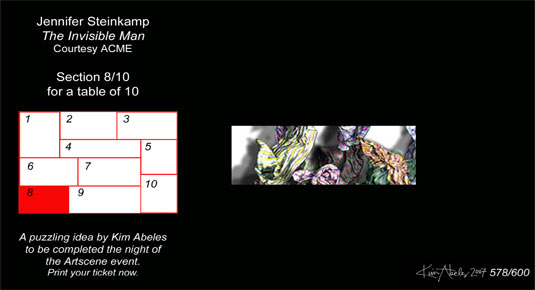 Jennifer Steinkamp
The Invisible Man
Courtesy ACME
Section 8/10
for a table of 10
1
2
3
4
5
6
7
8
9
10
A puzzling idea by Kim Abeles
to be completed the night of
the Artscene event.
Print your ticket now.
Kim Abeles 2007 578/600